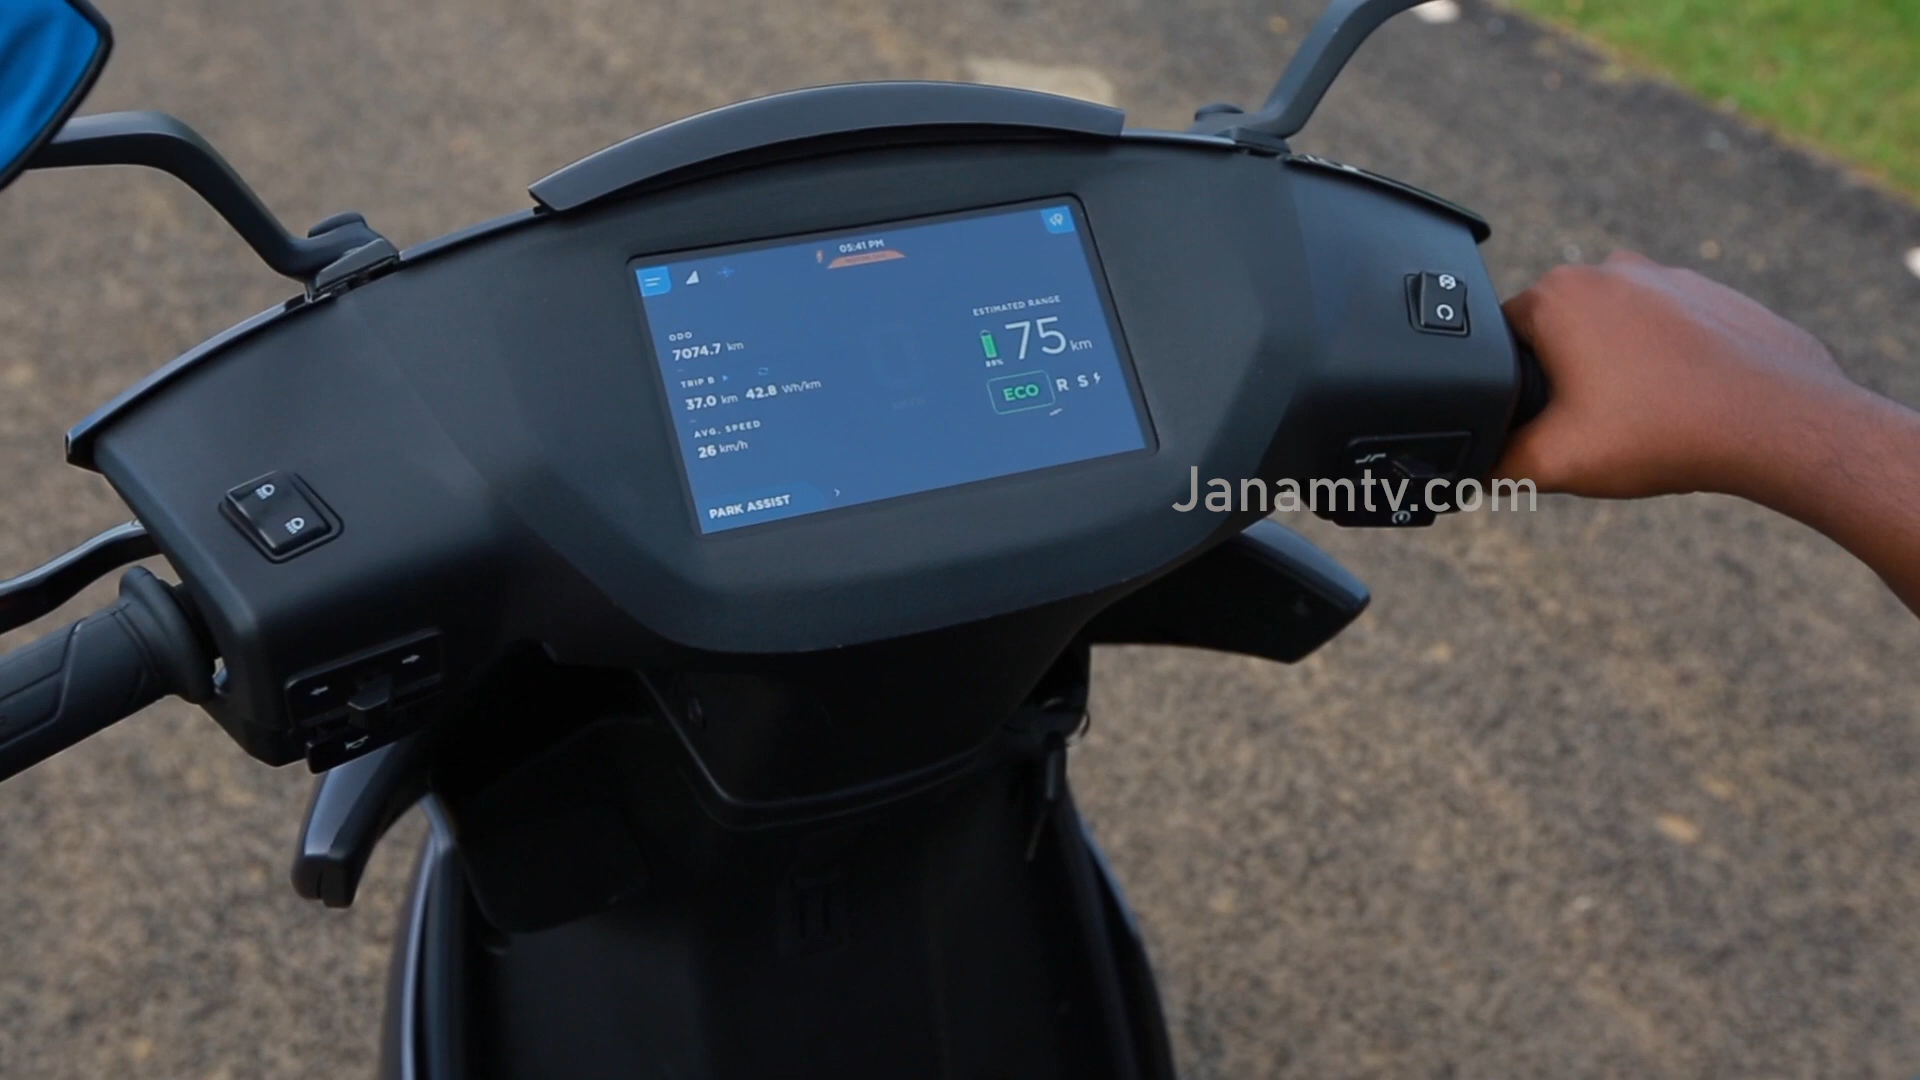 05:41 PM
ODO
7074.7 km
TRIP B
37.0 km 42.8 Wh/km
AVG. SPEED
26 km/h
PARK ASSIST
ESTIMATED RANGE
75 km
89%
ECO R S
Janamtv.com